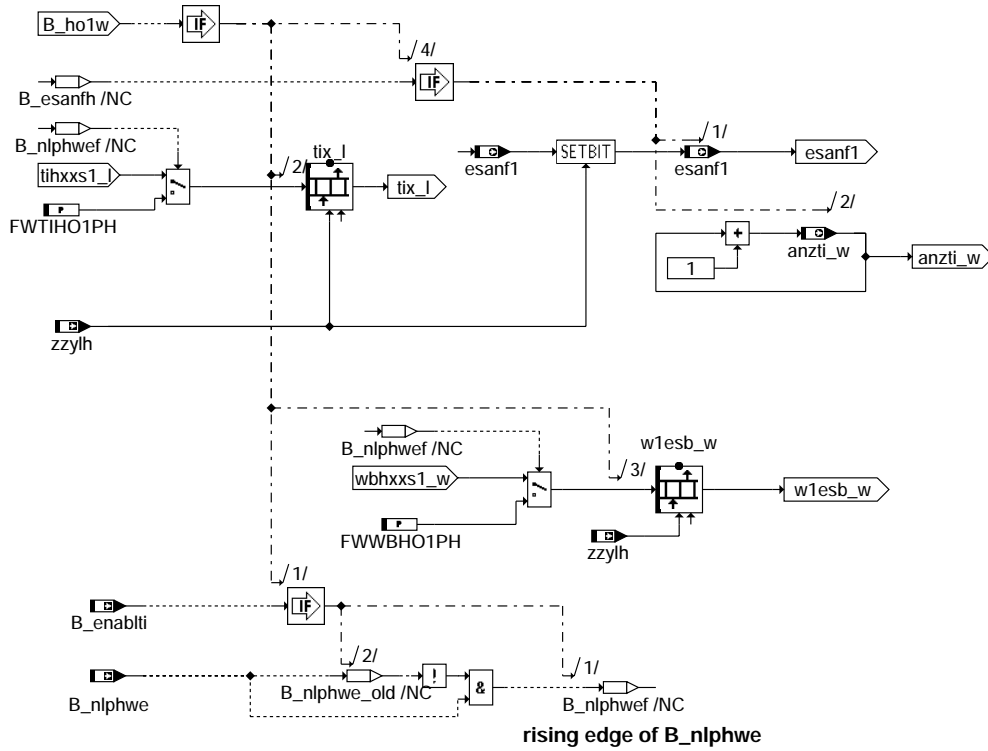 B_ho1w
IF
/4/
IF
B_esanfh /NC
B_nlphwef /NC
/1/
tix_l
SETBIT
esanf1
esanf1
esanf1
tihxxs1_l
/2/
tix_l
P
FWTIHO1PH
/2/
+
anzti_w
anzti_w
1
zzylh
B_nlphwef /NC
w1esb_w
wbhxxs1_w
/3/
w1esb_w
P
FWWBHO1PH
zzylh
/1/
IF
B_enablti
/2/
/1/
!
B_nlphwe_old /NC
&
B_nlphwe
B_nlphwef /NC
rising edge of B_nlphwe